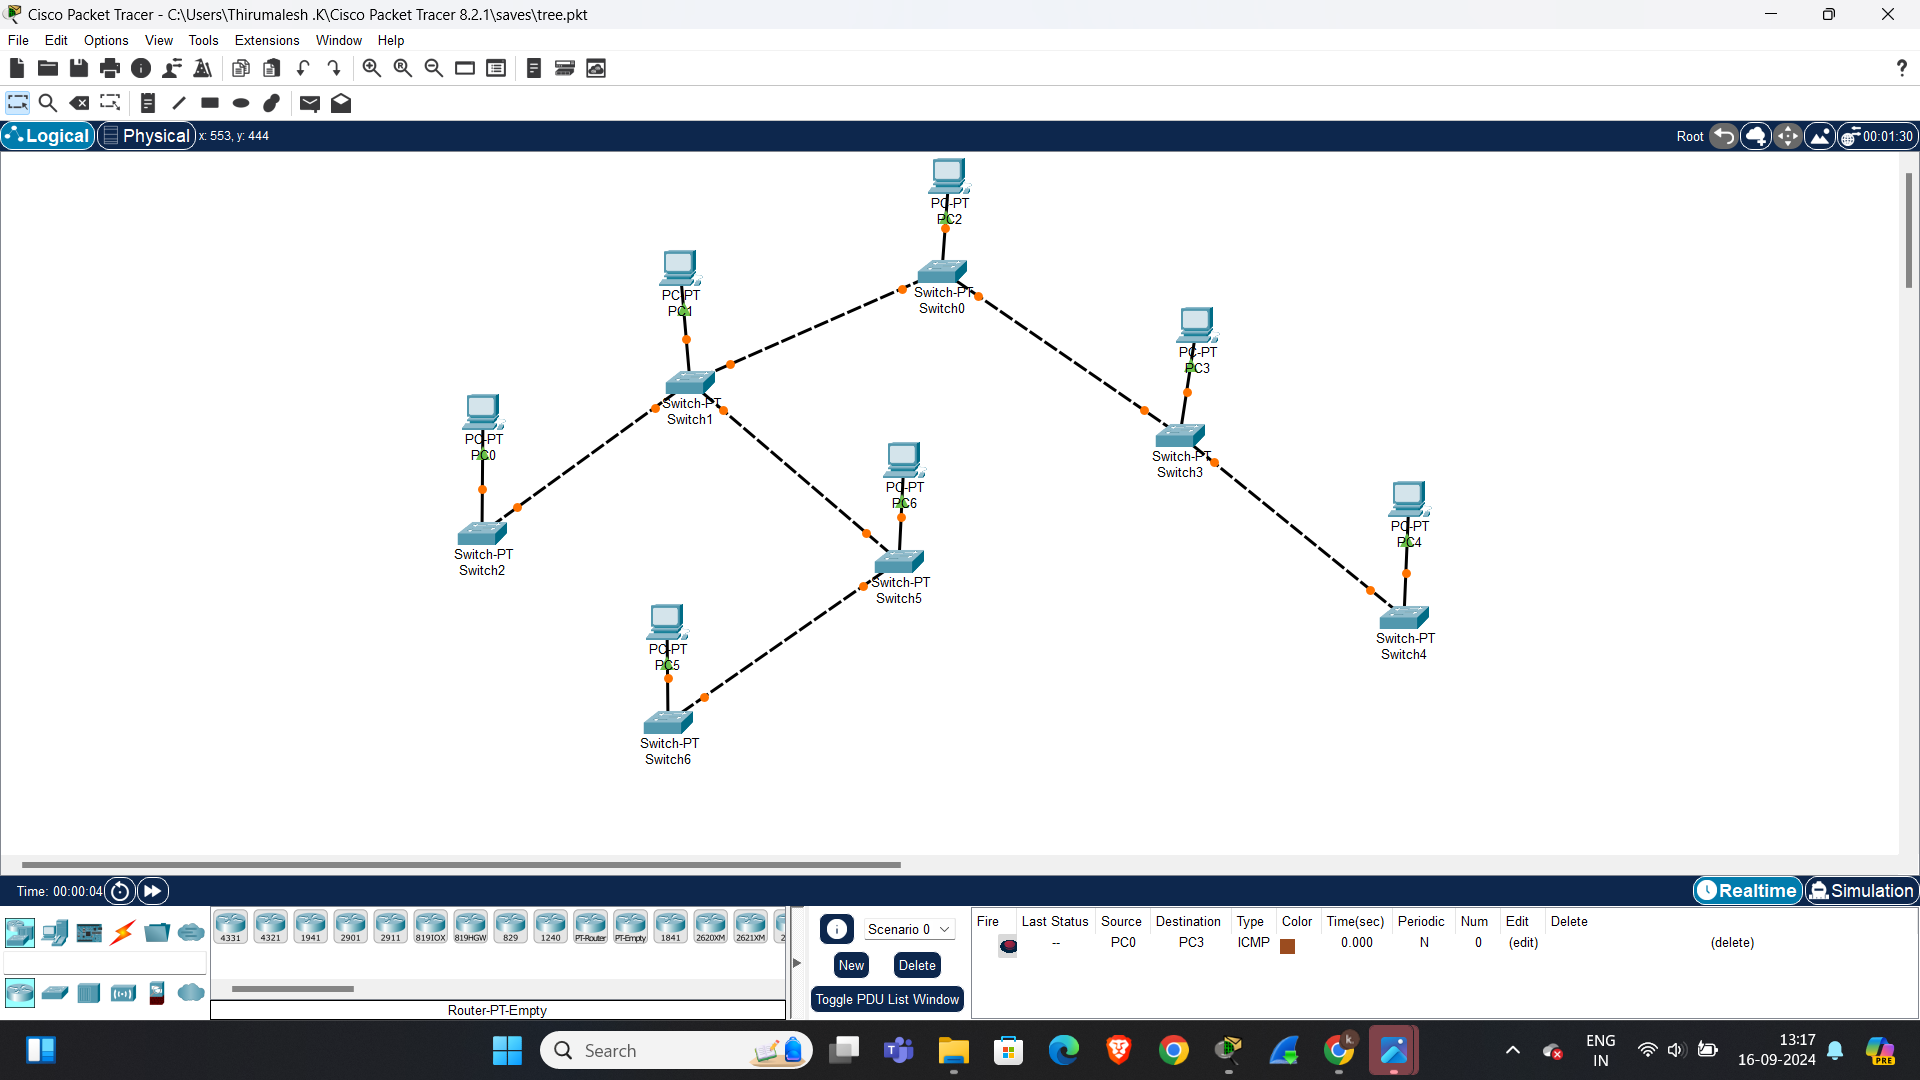 Cisco Packet Tracer - C:\Users\Thirumalesh .K\Cisco Packet Tracer 8.2.1\saves\tree.pkt
File Edit Options View Tools Extensions Window Help
?
Logical Physical x: 553, y: 444 Root 00:01:30
PC-PT
PC2
Switch-PT
Switch0
PC-PT
PC1
Switch-PT
Switch1
PC-PT
PC3
Switch-PT
Switch3
PC-PT
PC0
Switch-PT
Switch2
PC-PT
PC6
Switch-PT
Switch5
PC-PT
PC4
Switch-PT
Switch4
PC-PT
PC5
Switch-PT
Switch6
Time: 00:00:04 Realtime Simulation
4331 4321 1941 2901 2911 819IOX 819HGW 829 1240 PT-Router PT-Empty 1841 2620XM 2621XM 2
Router-PT-Empty
Scenario 0
New Delete
Toggle PDU List Window
Fire Last Status Source Destination Type Color Time(sec) Periodic Num Edit Delete
-- PC0 PC3 ICMP 0.000 N 0 (edit) (delete)
Search
k.
ENG
IN
13:17
16-09-2024
PRE